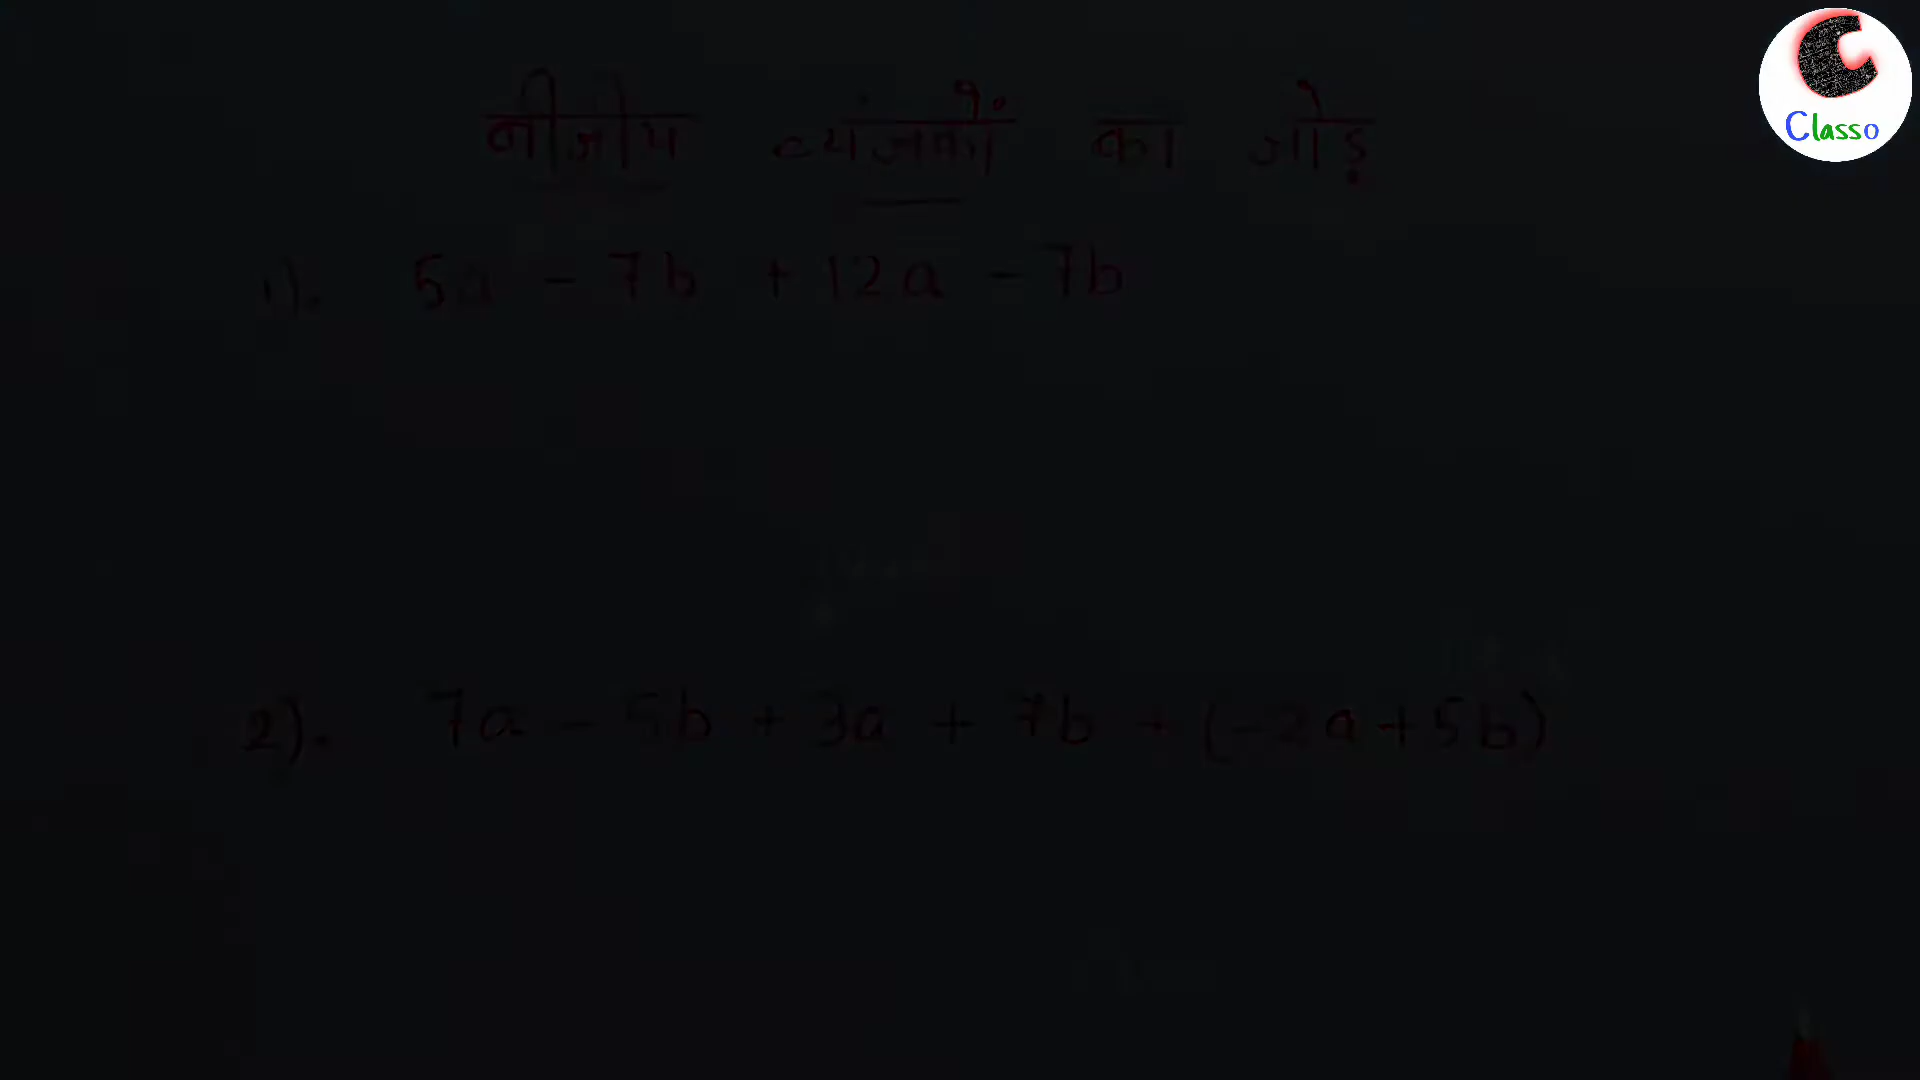 बीजीय व्यंजकों का जोड़
Classo
1). 5a - 7b + 12a - 7b
2). 7a - 5b + 3a + 7b + (-2a + 5b)